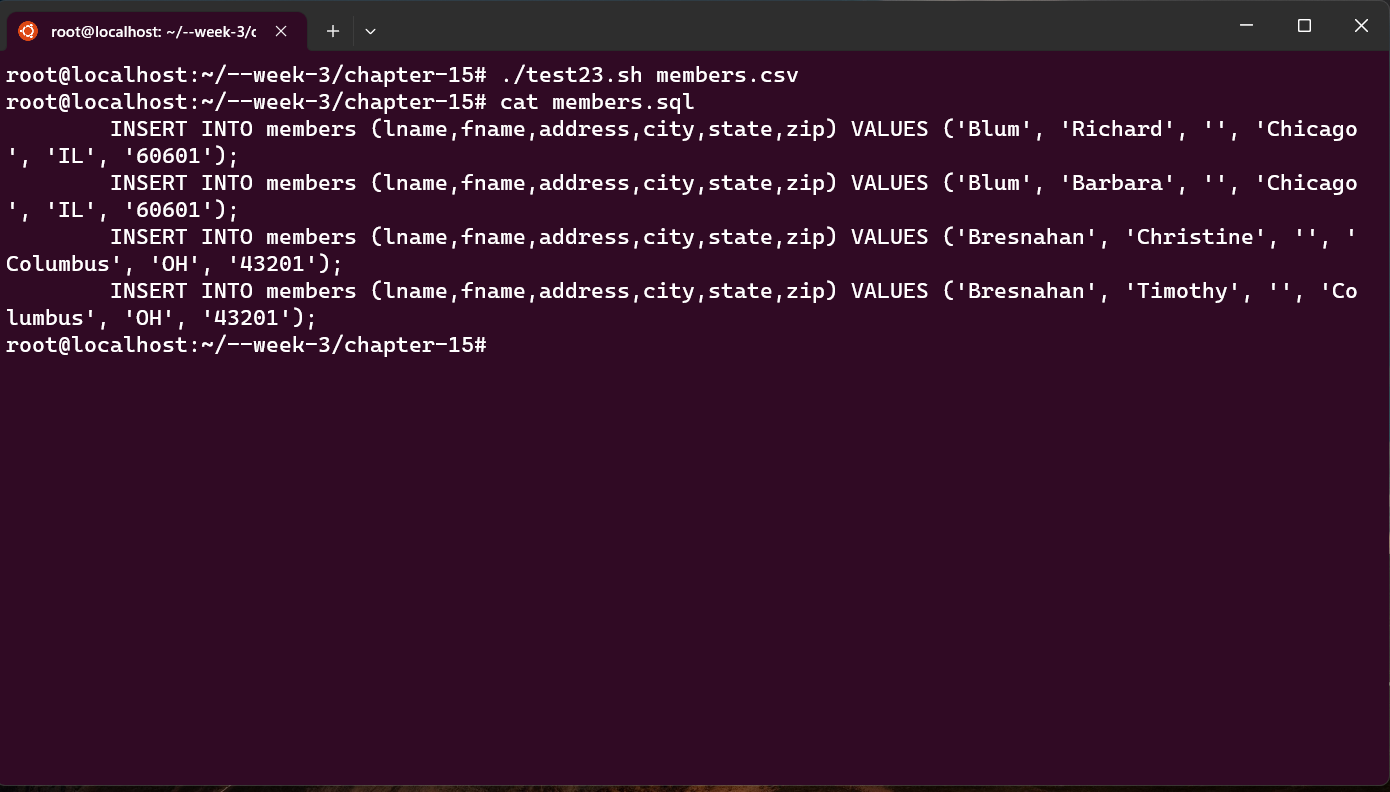 root@localhost: ~/--week-3/c
root@localhost:~/--week-3/chapter-15# ./test23.sh members.csv
root@localhost:~/--week-3/chapter-15# cat members.sql
        INSERT INTO members (lname,fname,address,city,state,zip) VALUES ('Blum', 'Richard', '', 'Chicago
', 'IL', '60601');
        INSERT INTO members (lname,fname,address,city,state,zip) VALUES ('Blum', 'Barbara', '', 'Chicago
', 'IL', '60601');
        INSERT INTO members (lname,fname,address,city,state,zip) VALUES ('Bresnahan', 'Christine', '', '
Columbus', 'OH', '43201');
        INSERT INTO members (lname,fname,address,city,state,zip) VALUES ('Bresnahan', 'Timothy', '', 'Co
lumbus', 'OH', '43201');
root@localhost:~/--week-3/chapter-15#